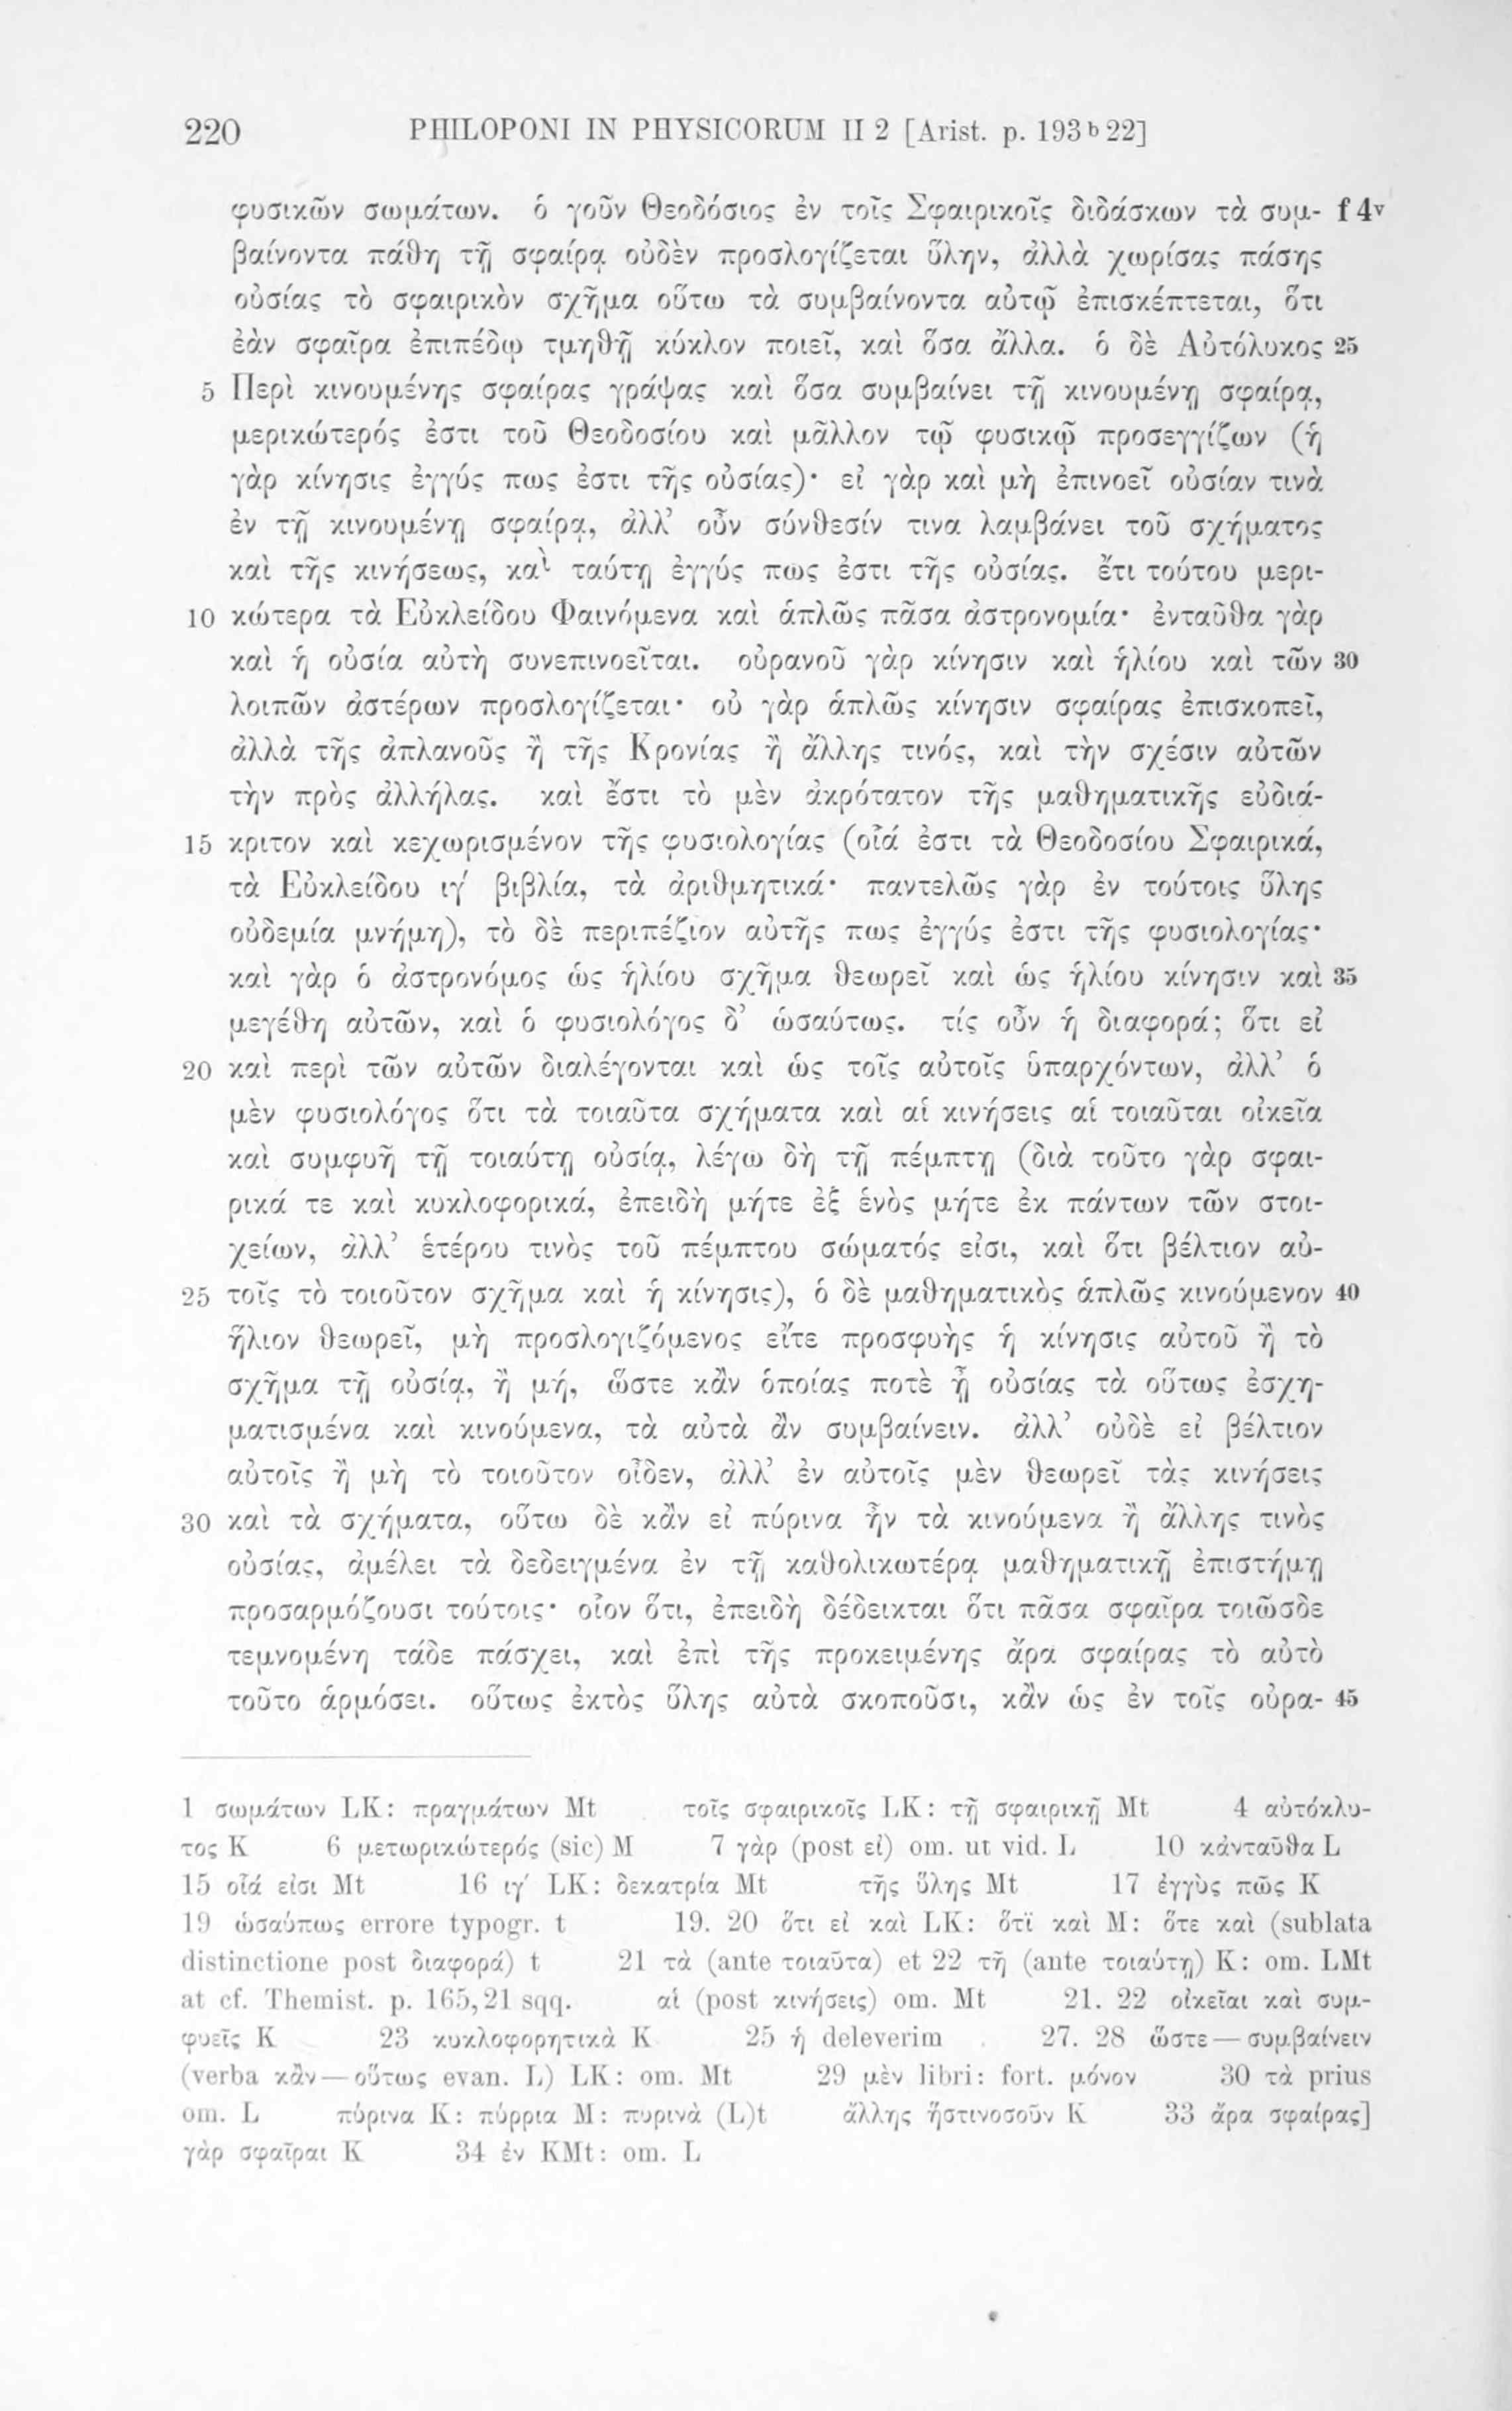 220 PHILOPONI IN PHYSICORUM II 2 [Arist. p. 193 b 22]
φυσικῶν σωμάτων. ὁ γοῦν Θεοδόσιος ἐν τοῖς Σφαιρικοῖς διδάσκων τὰ συμ- f 4v
βαίνοντα πάθη τῇ σφαίρᾳ οὐδὲν προσλογίζεται ὕλην, ἀλλὰ χωρίσας πάσης
οὐσίας τὸ σφαιρικὸν σχῆμα οὕτω τὰ συμβαίνοντα αὐτῷ ἐπισκέπτεται, ὅτι
ἐὰν σφαῖρα ἐπιπέδῳ τμηθῇ κύκλον ποιεῖ, καὶ ὅσα ἄλλα. ὁ δὲ Αὐτόλυκος 25
5 Περὶ κινουμένης σφαίρας γράψας καὶ ὅσα συμβαίνει τῇ κινουμένῃ σφαίρᾳ,
μερικώτερός ἐστι τοῦ Θεοδοσίου καὶ μᾶλλον τῷ φυσικῷ προσεγγίζων (ἡ
γὰρ κίνησις ἐγγύς πως ἐστι τῆς οὐσίας)· εἰ γὰρ καὶ μὴ ἐπινοεῖ οὐσίαν τινὰ
ἐν τῇ κινουμένῃ σφαίρᾳ, ἀλλ’ οὖν σύνθεσίν τινα λαμβάνει τοῦ σχήματος
καὶ τῆς κινήσεως, καὶ ταύτῃ ἐγγύς πως ἐστι τῆς οὐσίας. ἔτι τούτου μερι-
10 κώτερα τὰ Εὐκλείδου Φαινόμενα καὶ ἁπλῶς πᾶσα ἀστρονομία· ἐνταῦθα γὰρ
καὶ ἡ οὐσία αὐτὴ συνεπινοεῖται. οὐρανοῦ γὰρ κίνησιν καὶ ἡλίου καὶ τῶν 30
λοιπῶν ἀστέρων προσλογίζεται· οὐ γὰρ ἁπλῶς κίνησιν σφαίρας ἐπισκοπεῖ,
ἀλλὰ τῆς ἀπλανοῦς ἢ τῆς Κρονίας ἢ ἄλλης τινός, καὶ τὴν σχέσιν αὐτῶν
τὴν πρὸς ἀλλήλας. καὶ ἔστι τὸ μὲν ἀκρότατον τῆς μαθηματικῆς εὐδιά-
15 κριτον καὶ κεχωρισμένον τῆς φυσιολογίας (οἷά ἐστι τὰ Θεοδοσίου Σφαιρικά,
τὰ Εὐκλείδου ιγ′ βιβλία, τὰ ἀριθμητικά· παντελῶς γὰρ ἐν τούτοις ὕλης
οὐδεμία μνήμη), τὸ δὲ περιπέζιον αὐτῆς πως ἐγγύς ἐστι τῆς φυσιολογίας·
καὶ γὰρ ὁ ἀστρονόμος ὡς ἡλίου σχῆμα θεωρεῖ καὶ ὡς ἡλίου κίνησιν καὶ 35
μεγέθη αὐτῶν, καὶ ὁ φυσιολόγος δ’ ὡσαύτως. τίς οὖν ἡ διαφορά; ὅτι εἰ
20 καὶ περὶ τῶν αὐτῶν διαλέγονται καὶ ὡς τοῖς αὐτοῖς ὑπαρχόντων, ἀλλ’ ὁ
μὲν φυσιολόγος ὅτι τὰ τοιαῦτα σχήματα καὶ αἱ κινήσεις αἱ τοιαῦται οἰκεῖα
καὶ συμφυῆ τῇ τοιαύτῃ οὐσίᾳ, λέγω δὴ τῇ πέμπτῃ (διὰ τοῦτο γὰρ σφαι-
ρικά τε καὶ κυκλοφορικά, ἐπειδὴ μήτε ἐξ ἑνὸς μήτε ἐκ πάντων τῶν στοι-
χείων, ἀλλ’ ἑτέρου τινὸς τοῦ πέμπτου σώματός εἰσι, καὶ ὅτι βέλτιον αὐ-
25 τοῖς τὸ τοιοῦτον σχῆμα καὶ ἡ κίνησις), ὁ δὲ μαθηματικὸς ἁπλῶς κινούμενον 40
ἥλιον θεωρεῖ, μὴ προσλογιζόμενος εἴτε προσφυὴς ἡ κίνησις αὐτοῦ ἢ τὸ
σχῆμα τῇ οὐσίᾳ, ἢ μή, ὥστε κἂν ὁποίας ποτὲ ᾖ οὐσίας τὰ οὕτως ἐσχη-
ματισμένα καὶ κινούμενα, τὰ αὐτὰ ἂν συμβαίνειν. ἀλλ’ οὐδὲ εἰ βέλτιον
αὐτοῖς ἢ μὴ τὸ τοιοῦτον οἶδεν, ἀλλ’ ἐν αὐτοῖς μὲν θεωρεῖ τὰς κινήσεις
30 καὶ τὰ σχήματα, οὕτω δὲ κἂν εἰ πύρινα ἦν τὰ κινούμενα ἢ ἄλλης τινὸς
οὐσίας, ἀμέλει τὰ δεδειγμένα ἐν τῇ καθολικωτέρᾳ μαθηματικῇ ἐπιστήμῃ
προσαρμόζουσι τούτοις· οἷον ὅτι, ἐπειδὴ δέδεικται ὅτι πᾶσα σφαῖρα τοιῶσδε
τεμνομένη τάδε πάσχει, καὶ ἐπὶ τῆς προκειμένης ἄρα σφαίρας τὸ αὐτὸ
τοῦτο ἁρμόσει. οὕτως ἐκτὸς ὕλης αὐτὰ σκοποῦσι, κἂν ὡς ἐν τοῖς οὐρα- 45
1 σωμάτων LK: πραγμάτων Mt τοῖς σφαιρικοῖς LK: τῇ σφαιρικῇ Mt 4 αὐτόκλυ-
τος K 6 μετωρικώτερός (sic) M 7 γὰρ (post εἰ) om. ut vid. L 10 κἀνταῦθα L
15 οἷά εἰσι Mt 16 ιγ′ LK: δεκατρία Mt τῆς ὕλης Mt 17 ἐγγὺς πῶς K
19 ὡσαύπως errore typogr. t 19. 20 ὅτι εἰ καὶ LK: ὅτϊ καὶ M: ὅτε καὶ (sublata
distinctione post διαφορά) t 21 τὰ (ante τοιαῦτα) et 22 τῇ (ante τοιαύτῃ) K: om. LMt
at cf. Themist. p. 165,21 sqq. αἱ (post κινήσεις) om. Mt 21. 22 οἰκεῖαι καὶ συμ-
φυεῖς K 23 κυκλοφορητικὰ K 25 ἡ deleverim 27. 28 ὥστε — συμβαίνειν
(verba κἂν — οὕτως evan. L) LK: om. Mt 29 μὲν libri: fort. μόνον 30 τὰ prius
om. L πύρινα K: πύρρια M: πυρινὰ (L)t ἄλλης ἡστινοσοῦν K 33 ἄρα σφαίρας]
γὰρ σφαῖραι K 34 ἐν KMt: om. L